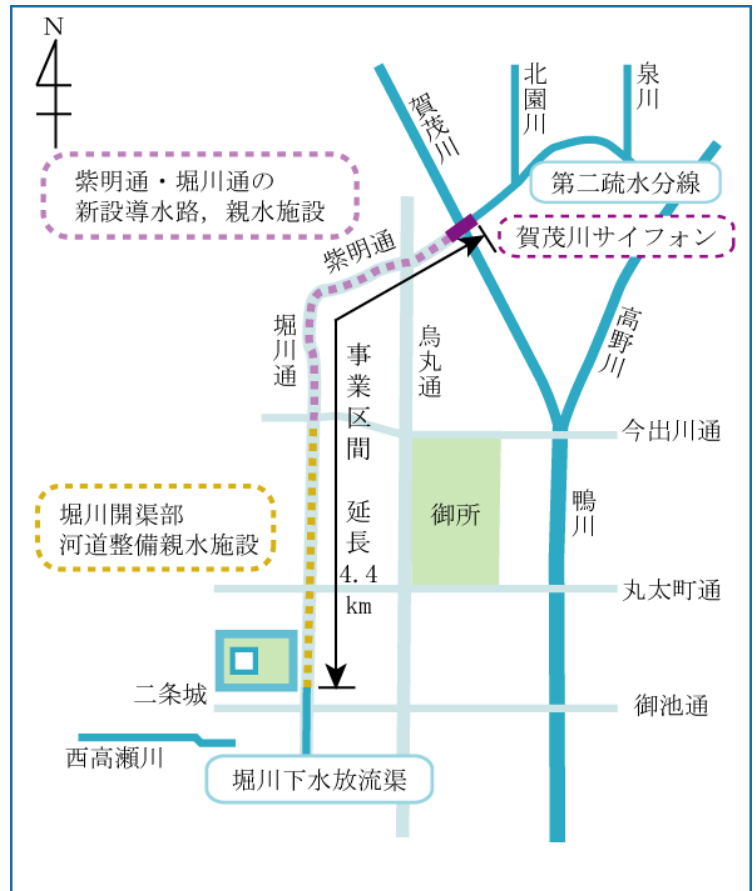 N
北園川
泉川
賀茂川
紫明通・堀川通の
新設導水路，親水施設
第二疏水分線
賀茂川サイフォン
紫明通
高野川
堀川通
烏丸通
事業区間 延長
4.4
km
今出川通
堀川開渠部
河道整備親水施設
御所
鴨川
丸太町通
二条城
御池通
西高瀬川
堀川下水放流渠